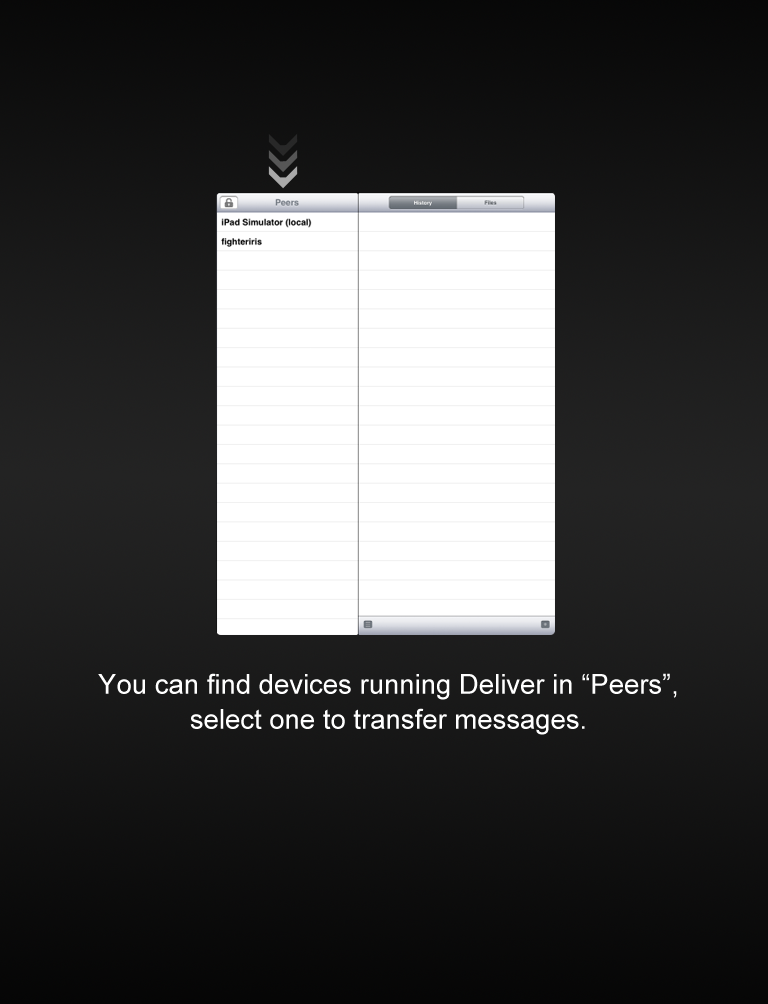 Peers
History
Files
iPad Simulator (local)
fighteriris
You can find devices running Deliver in “Peers”,
select one to transfer messages.